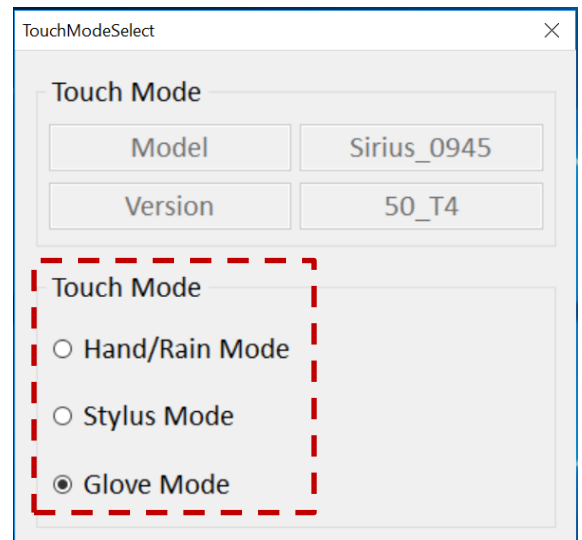 TouchModeSelect
Touch Mode
Model Sirius_0945
Version 50_T4
Touch Mode
Hand/Rain Mode
Stylus Mode
Glove Mode